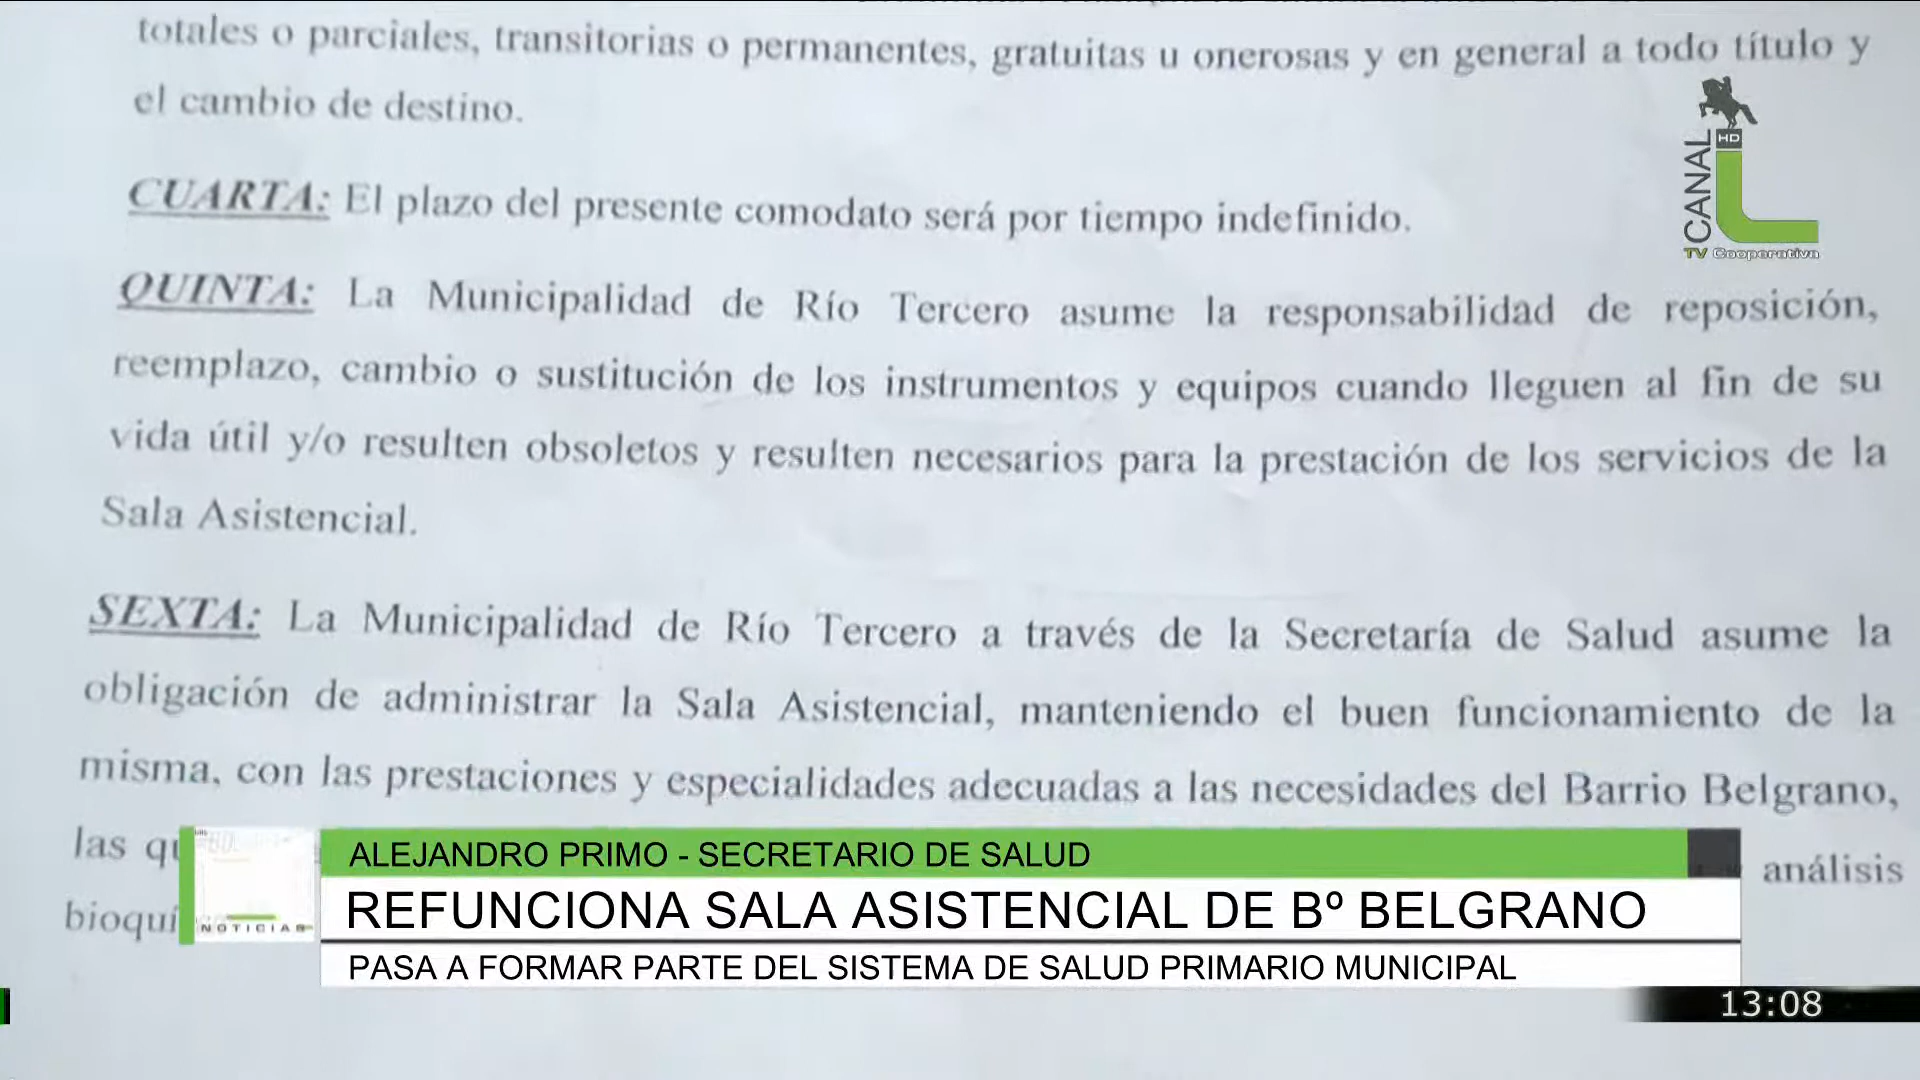 totales o parciales, transitorias o permanentes, gratuitas u onerosas y en general a todo título y
el cambio de destino.
CANAL
HD
TV Cooperativa
CUARTA: El plazo del presente comodato será por tiempo indefinido.
QUINTA: La Municipalidad de Río Tercero asume la responsabilidad de reposición,
reemplazo, cambio o sustitución de los instrumentos y equipos cuando lleguen al fin de su
vida útil y/o resulten obsoletos y resulten necesarios para la prestación de los servicios de la
Sala Asistencial.
SEXTA: La Municipalidad de Río Tercero a través de la Secretaría de Salud asume la
obligación de administrar la Sala Asistencial, manteniendo el buen funcionamiento de la
misma, con las prestaciones y especialidades adecuadas a las necesidades del Barrio Belgrano,
las análisis
NOTICIAS
ALEJANDRO PRIMO - SECRETARIO DE SALUD
REFUNCIONA SALA ASISTENCIAL DE Bº BELGRANO
PASA A FORMAR PARTE DEL SISTEMA DE SALUD PRIMARIO MUNICIPAL
13:08